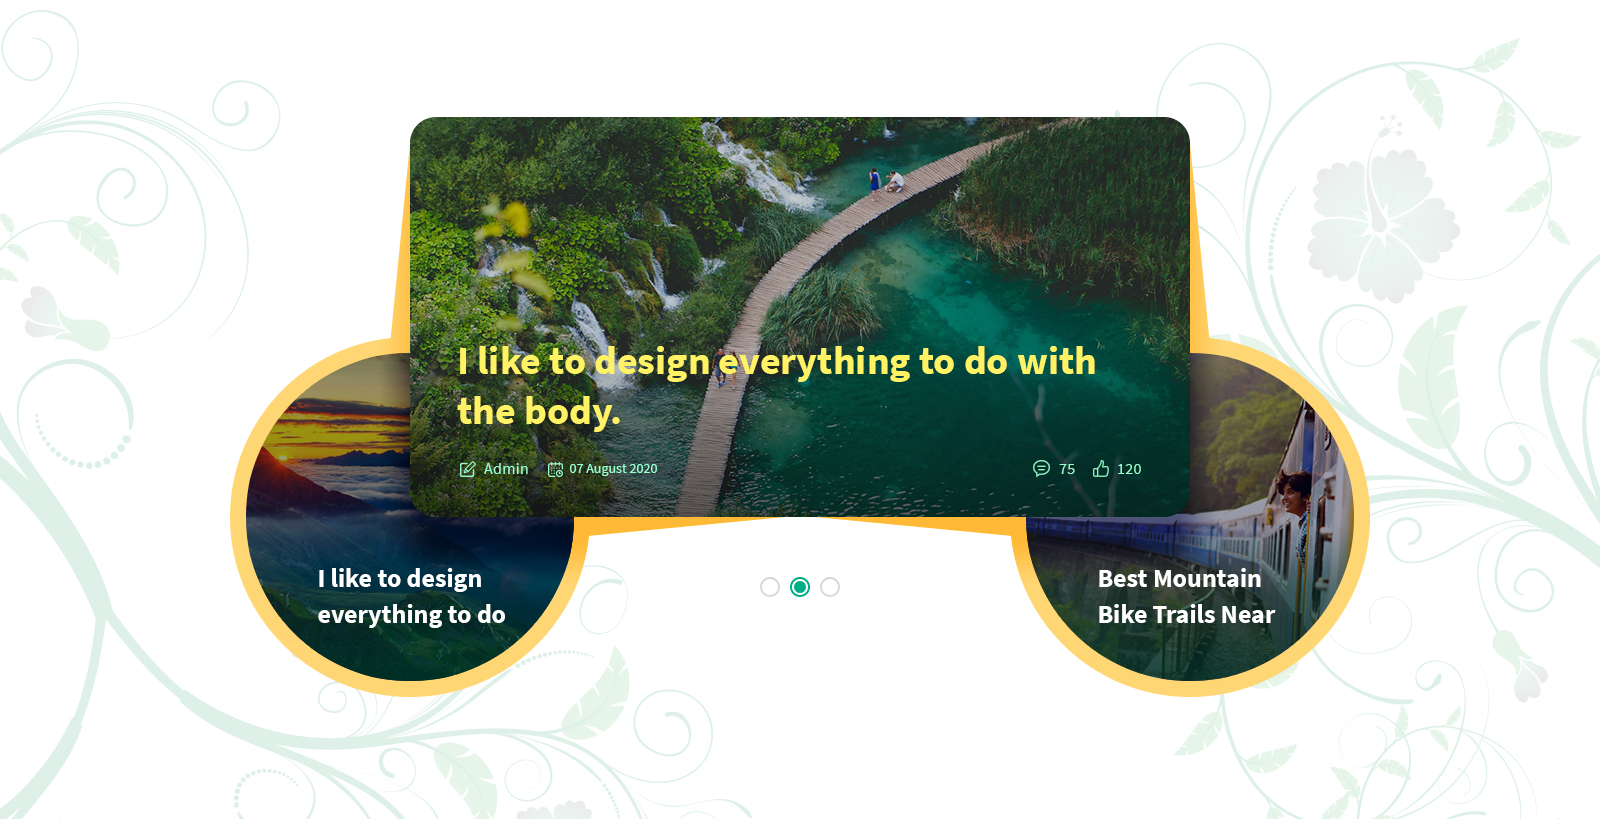 I like to design everything to do with
the body.
Admin 07 August 2020 75 120
I like to design
everything to do
Best Mountain
Bike Trails Near